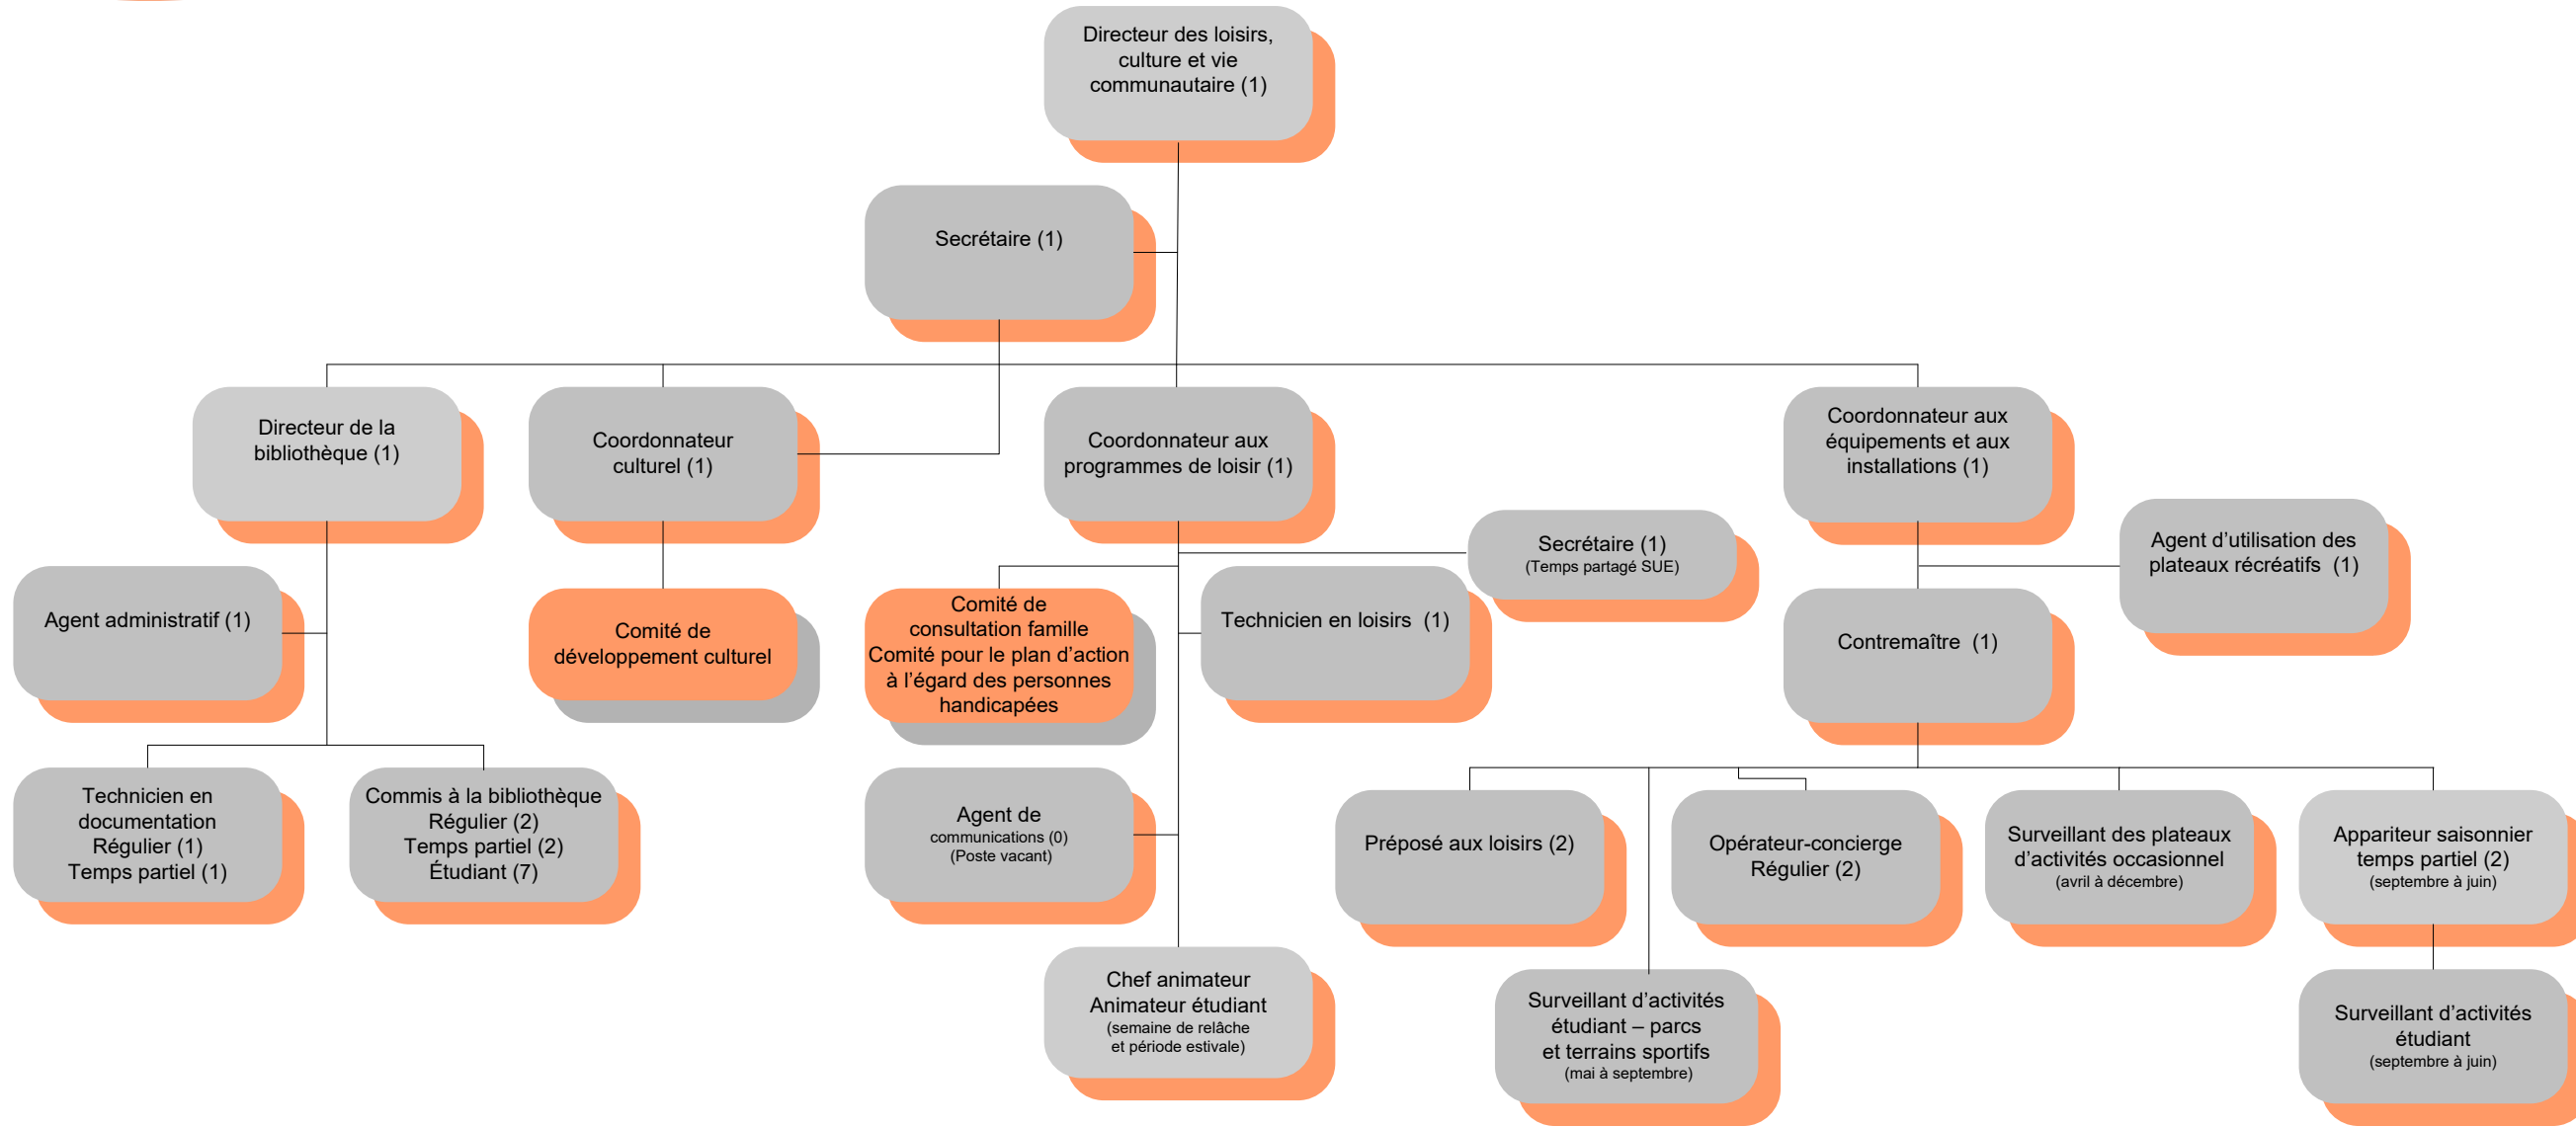 Directeur des loisirs,
culture et vie
communautaire (1)
Secrétaire (1)
Directeur de la
bibliothèque (1)
Coordonnateur
culturel (1)
Coordonnateur aux
programmes de loisir (1)
Coordonnateur aux
équipements et aux
installations (1)
Secrétaire (1)
(Temps partagé SUE)
Agent d’utilisation des
plateaux récréatifs (1)
Agent administratif (1)
Comité de
développement culturel
Comité de
consultation famille
Comité pour le plan d’action
à l’égard des personnes
handicapées
Technicien en loisirs (1)
Contremaître (1)
Technicien en
documentation
Régulier (1)
Temps partiel (1)
Commis à la bibliothèque
Régulier (2)
Temps partiel (2)
Étudiant (7)
Agent de
communications (0)
(Poste vacant)
Préposé aux loisirs (2)
Opérateur-concierge
Régulier (2)
Surveillant des plateaux
d’activités occasionnel
(avril à décembre)
Appariteur saisonnier
temps partiel (2)
(septembre à juin)
Chef animateur
Animateur étudiant
(semaine de relâche
et période estivale)
Surveillant d’activités
étudiant – parcs
et terrains sportifs
(mai à septembre)
Surveillant d’activités
étudiant
(septembre à juin)